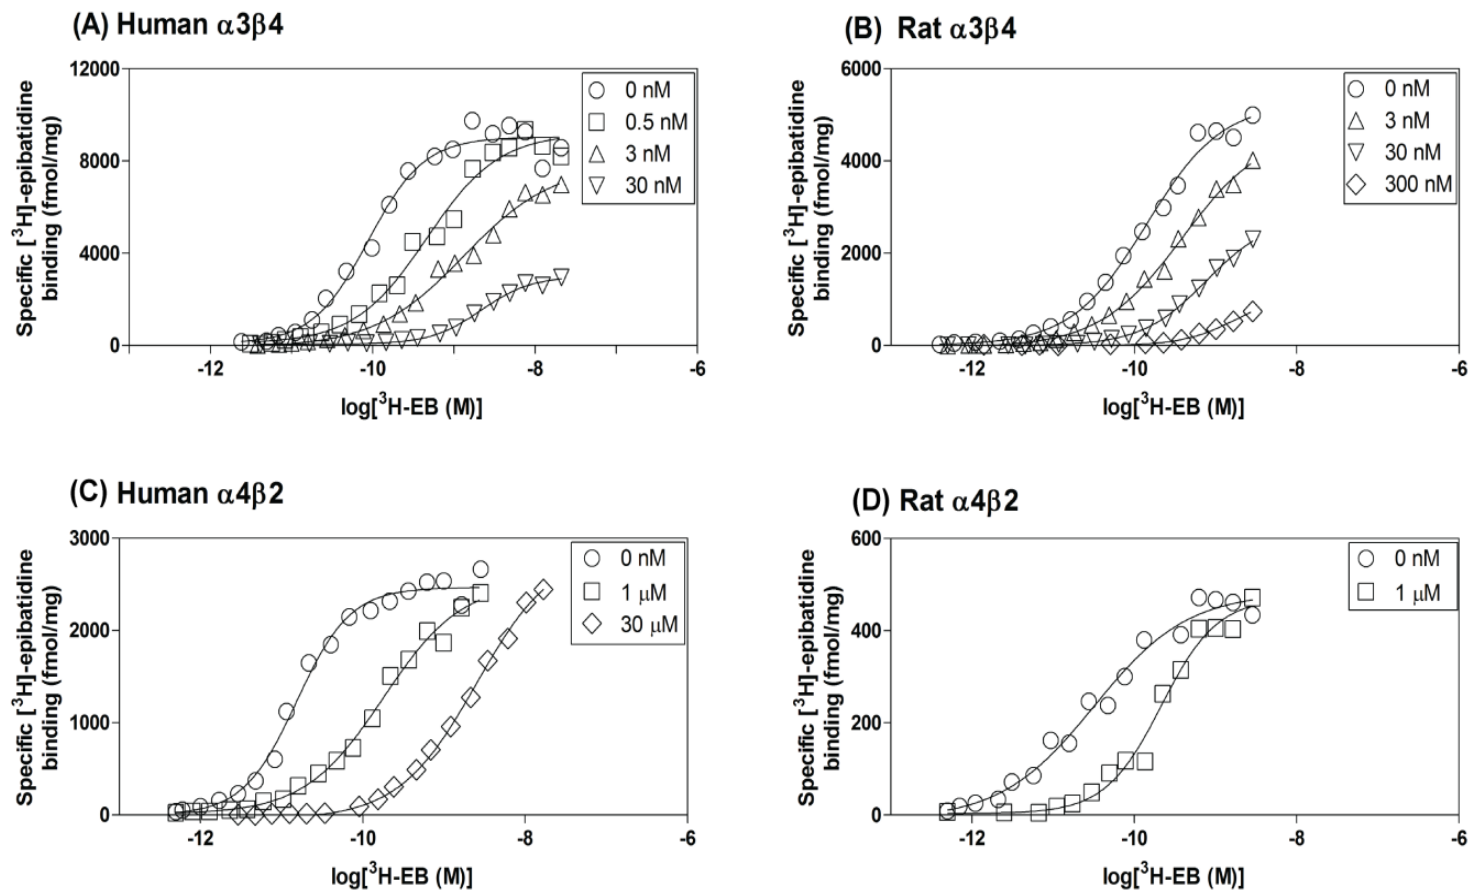 (A) Human α3β4
Specific [³H]-epibatidine
binding (fmol/mg)
12000
8000
4000
0
-12
-10
-8
-6
log[³H-EB (M)]
0 nM
0.5 nM
3 nM
30 nM
(B) Rat α3β4
Specific [³H]-epibatidine
binding (fmol/mg)
6000
4000
2000
0
-12
-10
-8
-6
log[³H-EB (M)]
0 nM
3 nM
30 nM
300 nM
(C) Human α4β2
Specific [³H]-epibatidine
binding (fmol/mg)
3000
2000
1000
0
-12
-10
-8
-6
log[³H-EB (M)]
0 nM
1 μM
30 μM
(D) Rat α4β2
Specific [³H]-epibatidine
binding (fmol/mg)
600
400
200
0
-12
-10
-8
-6
log[³H-EB (M)]
0 nM
1 μM